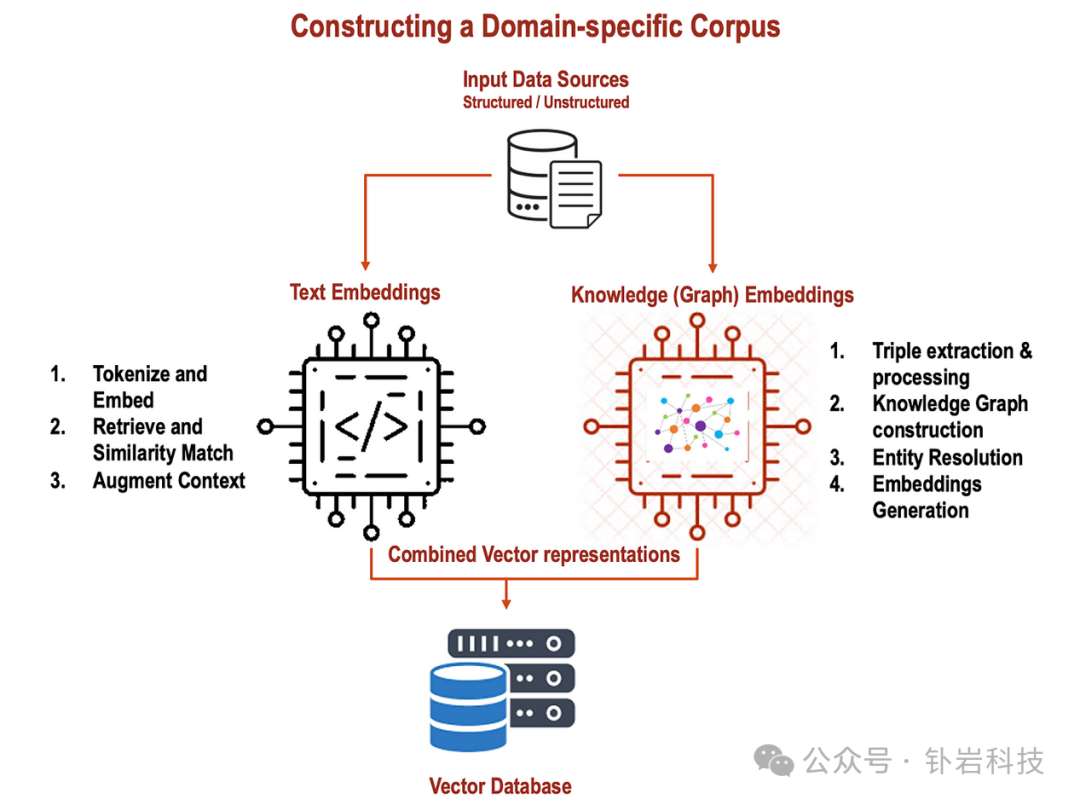 Constructing a Domain-specific Corpus
Input Data Sources
Structured / Unstructured
Text Embeddings
Knowledge (Graph) Embeddings
1. Tokenize and
Embed
2. Retrieve and
Similarity Match
3. Augment Context
</>
1. Triple extraction &
processing
2. Knowledge Graph
construction
3. Entity Resolution
4. Embeddings
Generation
Combined Vector representations
Vector Database
公众号 · 钋岩科技